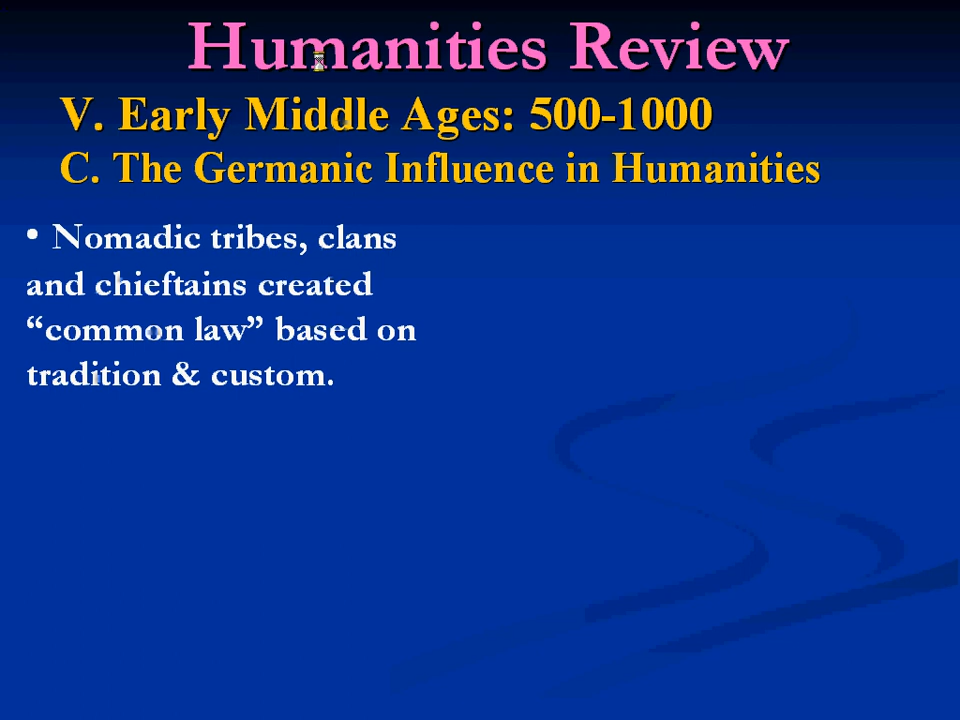 Humanities Review
V. Early Middle Ages: 500-1000
C. The Germanic Influence in Humanities
• Nomadic tribes, clans
and chieftains created
“common law” based on
tradition & custom.